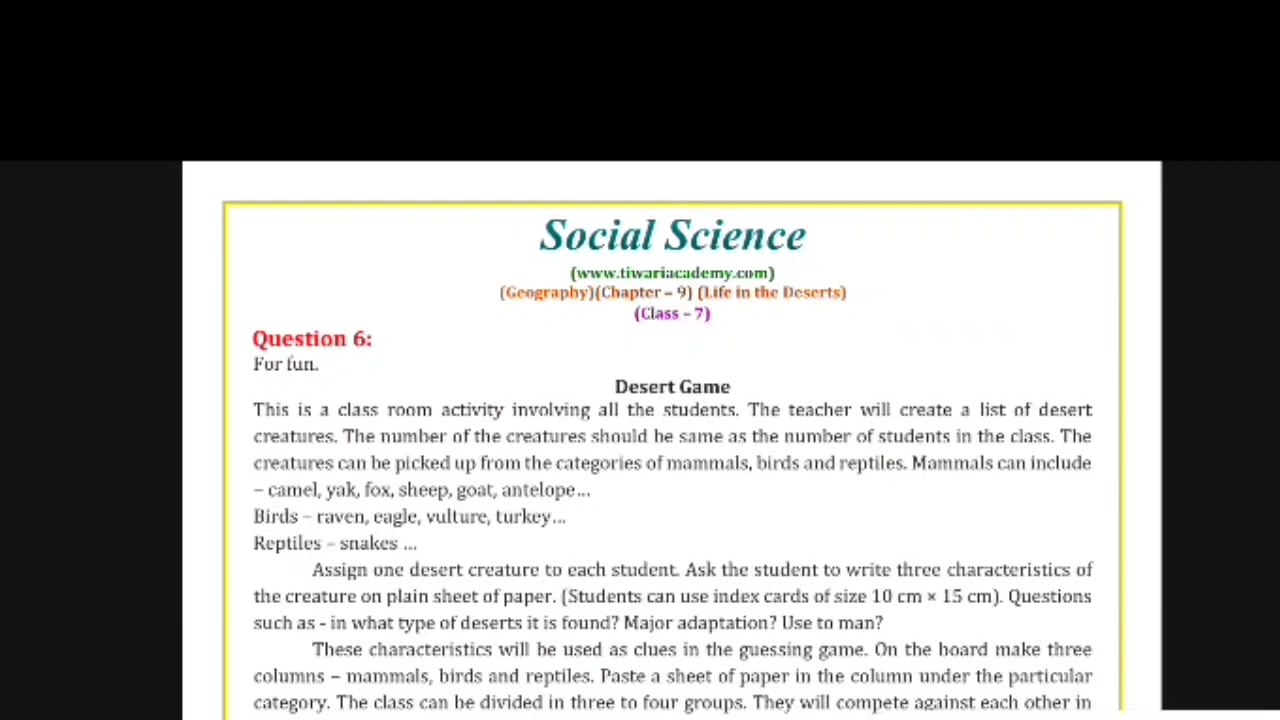 Social Science
(www.tiwariacademy.com)
(Geography)(Chapter – 9) (Life in the Deserts)
(Class – 7)
Question 6:
For fun.
Desert Game
This is a class room activity involving all the students. The teacher will create a list of desert
creatures. The number of the creatures should be same as the number of students in the class. The
creatures can be picked up from the categories of mammals, birds and reptiles. Mammals can include
– camel, yak, fox, sheep, goat, antelope…
Birds – raven, eagle, vulture, turkey…
Reptiles – snakes …
Assign one desert creature to each student. Ask the student to write three characteristics of
the creature on plain sheet of paper. (Students can use index cards of size 10 cm × 15 cm). Questions
such as - in what type of deserts it is found? Major adaptation? Use to man?
These characteristics will be used as clues in the guessing game. On the board make three
columns – mammals, birds and reptiles. Paste a sheet of paper in the column under the particular
category. The class can be divided in three to four groups. They will compete against each other in